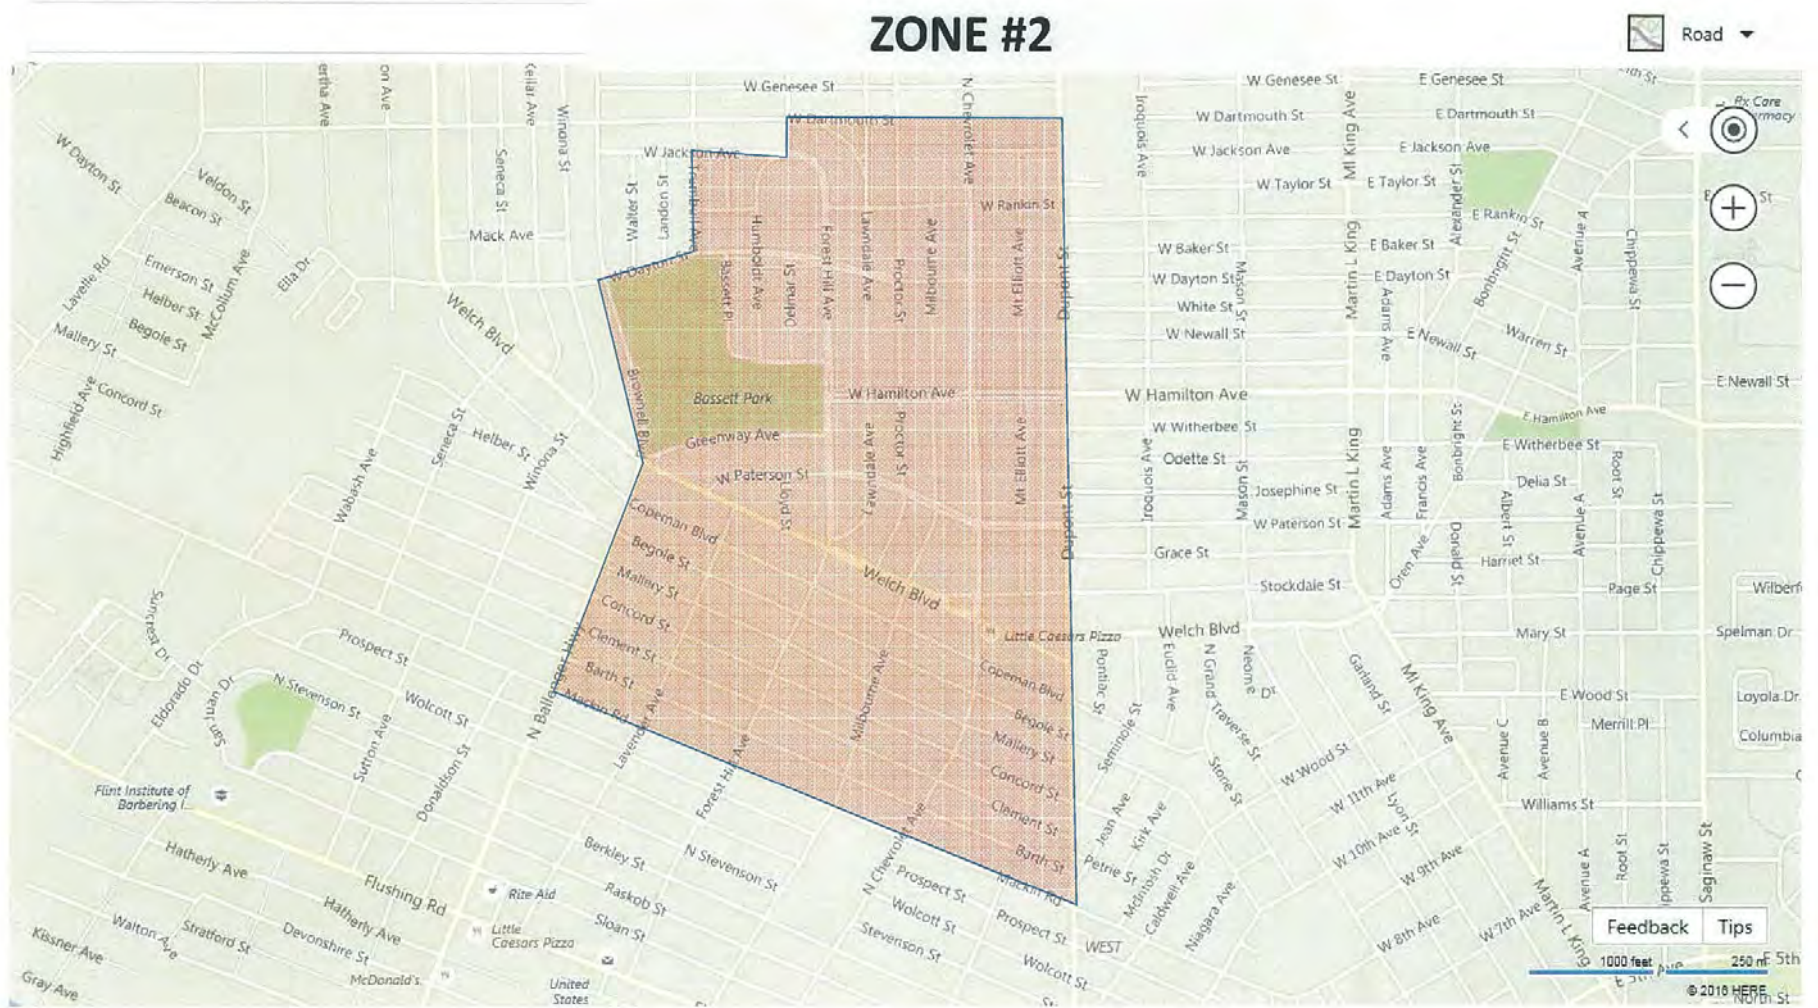 ZONE #2
Road
W Genesee St
W Genesee St
E Genesee St
Rx Care
W Dartmouth St
W Dartmouth St
E Dartmouth St
W Jackson Ave
W Jackson Ave
E Jackson Ave
N Chevrolet Ave
Iroquois Ave
Ml King Ave
Winona St
Seneca St
W Dayton St
Veldon St
Beacon St
W Taylor St
E Taylor St
Alexander St
Walter St
Landon St
W Rankin St
E Rankin St
Mack Ave
Humboldt Ave
Forest Hill Ave
Lawndale Ave
Milbourne Ave
Mt Elliott Ave
Dupont St
W Baker St
E Baker St
Martin L King
Bonbright St
Avenue A
Chippewa St
Lavelle Rd
Emerson St
McCollum Ave
Ella Dr
W Dayton St
Bassett Pl
Delmar St
Proctor St
W Dayton St
Mason St
E Dayton St
Helber St
Begole St
Mallery St
Welch Blvd
White St
W Newall St
Adams Ave
E Newall St
Warren St
Highfield Ave
Concord St
Brownell Blvd
Bassett Park
W Hamilton Ave
W Hamilton Ave
E Newall St
E Hamilton Ave
Greenway Ave
Lawndale Ave
Proctor St
Mt Elliott Ave
W Witherbee St
E Witherbee St
Seneca St
Helber St
Winona St
Wabash Ave
W Paterson St
Odette St
Iroquois Ave
Mason St
Josephine St
Martin L King
Adams Ave
Francis Ave
Bonbright St
Delia St
Root St
Albert St
Avenue A
Chippewa St
Dupont St
W Paterson St
Copeman Blvd
Begole St
Mallery St
Concord St
Clement St
Barth St
Mackin Rd
Welch Blvd
Grace St
Stockdale St
Oren Ave
Donald St
Harriet St
Page St
Little Caesars Pizza
Welch Blvd
Mary St
Spelman Dr
Suncrest Dr
Prospect St
Eldorado Dr
San Juan Dr
N Stevenson St
Wolcott St
Sutton Ave
Donaldson St
N Ballenger Hwy
Lavender Ave
Forest Hill Ave
Milbourne Ave
Copeman Blvd
Begole St
Mallery St
Concord St
Clement St
Barth St
Mackin Rd
Pontiac St
Euclid Ave
N Grand Traverse St
Neome Dr
Garland St
Ml King Ave
E Wood St
Loyola Dr
Seminole St
Stone St
W Wood St
Merrill Pl
Avenue C
Avenue B
Columbia
Flint Institute of
Barbering I...
W 11th Ave
Lyon St
Williams St
Jean Ave
Kirk Ave
W 10th Ave
W 9th Ave
Hatherly Ave
Flushing Rd
Berkley St
N Stevenson St
N Chevrolet Ave
Prospect St
Petrie St
McIntosh Dr
Caldwell Ave
Niagara Ave
Avenue A
Root St
Saginaw St
Rite Aid
Raskob St
Hatherly Ave
Walton Ave
Stratford St
Devonshire St
Little
Caesars Pizza
Sloan St
Wolcott St
Stevenson St
Prospect St
WEST
Wolcott St
W 8th Ave
W 7th Ave
Martin L King
Feedback
Tips
Kissner Ave
Gray Ave
McDonald's
United
States
1000 feet
250 m
E 5th
© 2016 HERE
North St